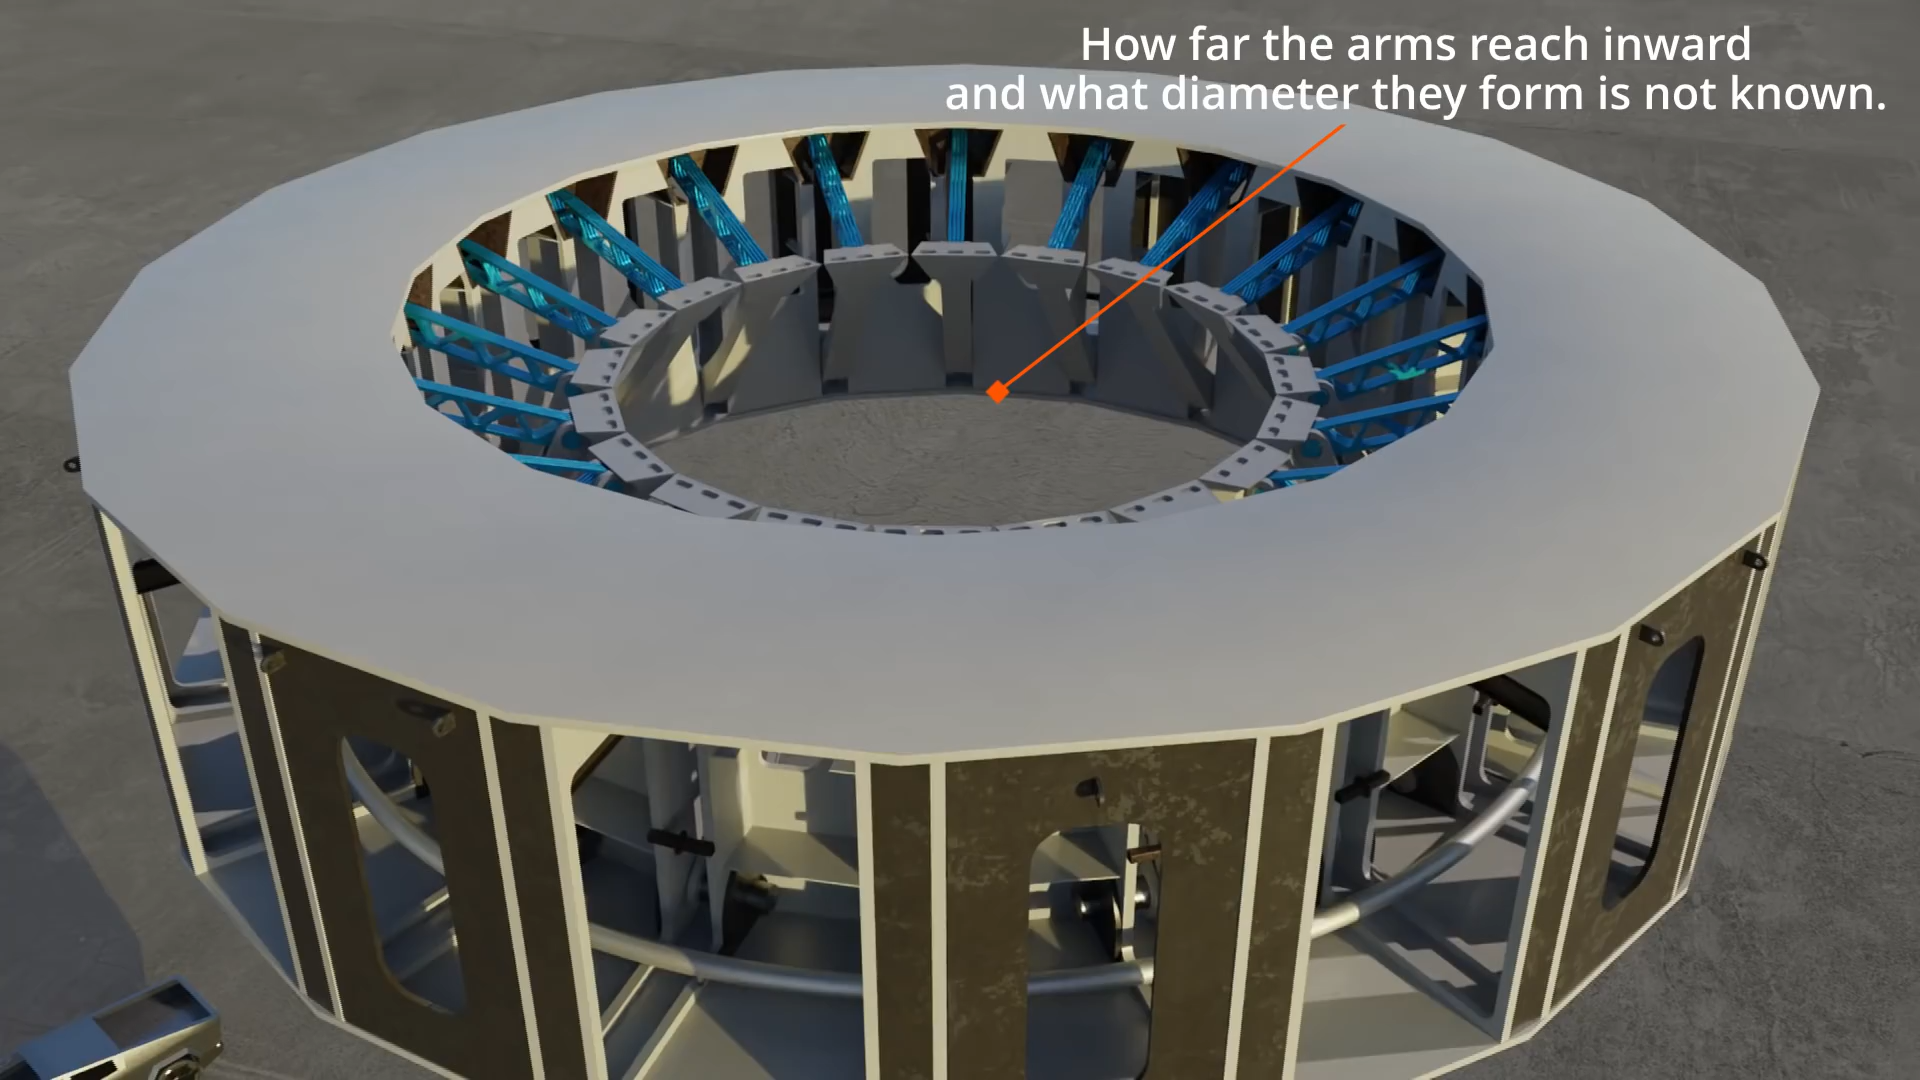 How far the arms reach inward
and what diameter they form is not known.